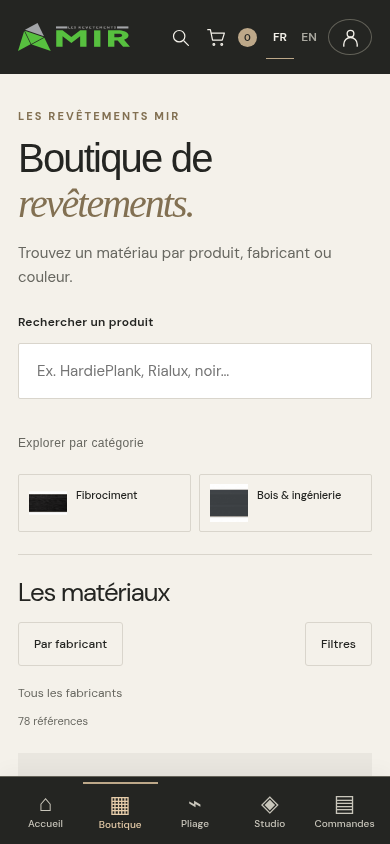 LES REVÊTEMENTS
MIR
0
FR
EN
LES REVÊTEMENTS MIR
Boutique de
revêtements.
Trouvez un matériau par produit, fabricant ou
couleur.
Rechercher un produit
Ex. HardiePlank, Rialux, noir...
Explorer par catégorie
Fibrociment
Bois & ingénierie
Les matériaux
Par fabricant
Filtres
Tous les fabricants
78 références
Accueil
Boutique
Pliage
Studio
Commandes